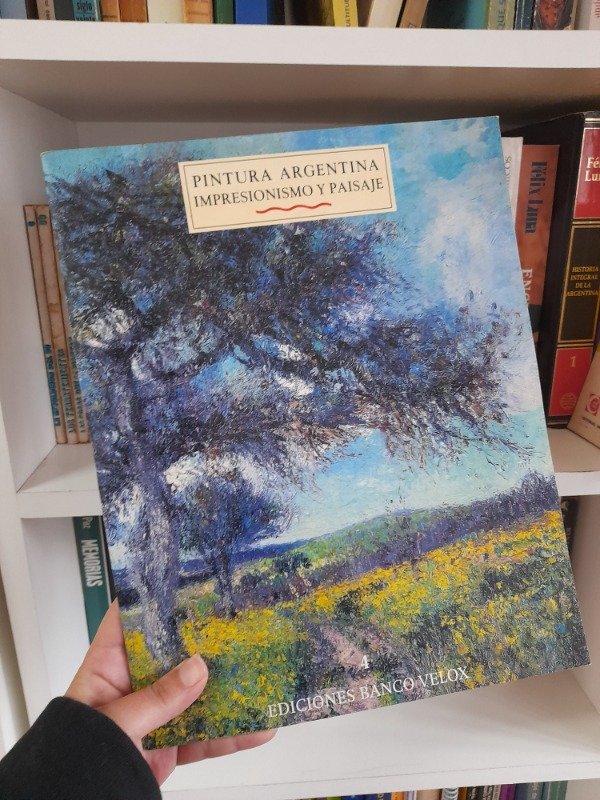 PINTURA ARGENTINA
IMPRESIONISMO Y PAISAJE
4
EDICIONES BANCO VELOX
MEMORIAS
Félix Luna
HISTORIA
INTEGRAL
DE LA
ARGENTINA
1